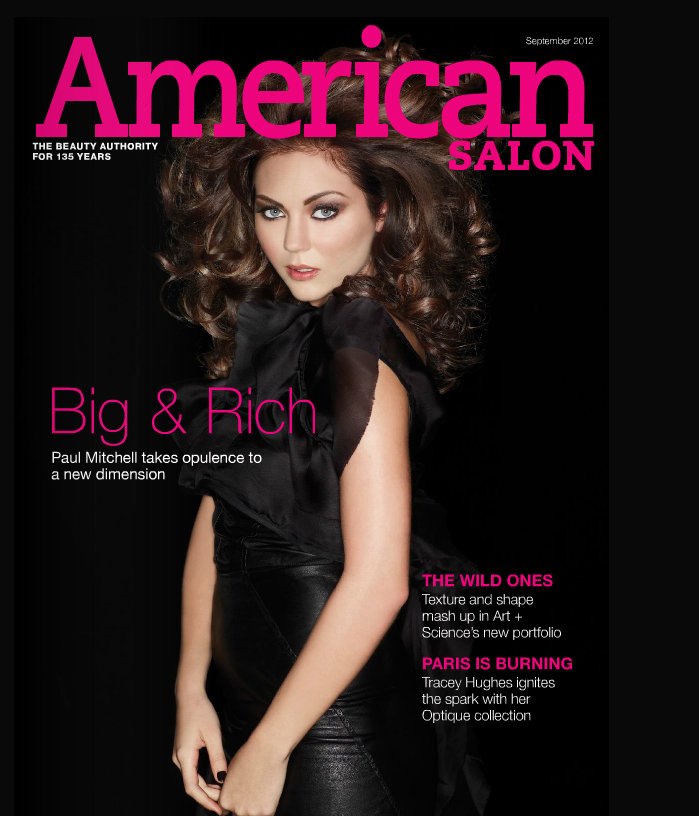 September 2012
American
SALON
THE BEAUTY AUTHORITY
FOR 135 YEARS
Big & Rich
Paul Mitchell takes opulence to
a new dimension
THE WILD ONES
Texture and shape
mash up in Art +
Science's new portfolio
PARIS IS BURNING
Tracey Hughes ignites
the spark with her
Optique collection